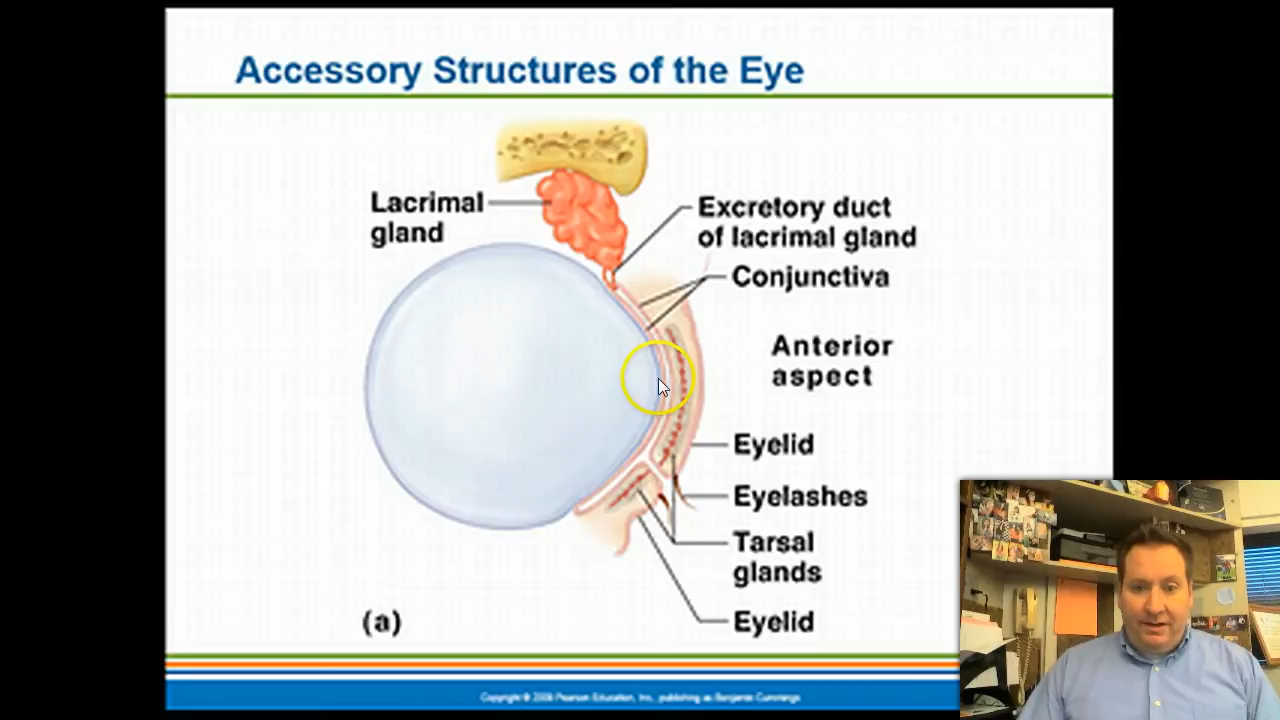 Accessory Structures of the Eye
Lacrimal
gland
Excretory duct
of lacrimal gland
Conjunctiva
Anterior
aspect
Eyelid
Eyelashes
Tarsal
glands
Eyelid
(a)
Copyright © 2009 Pearson Education, Inc., publishing as Benjamin Cummings